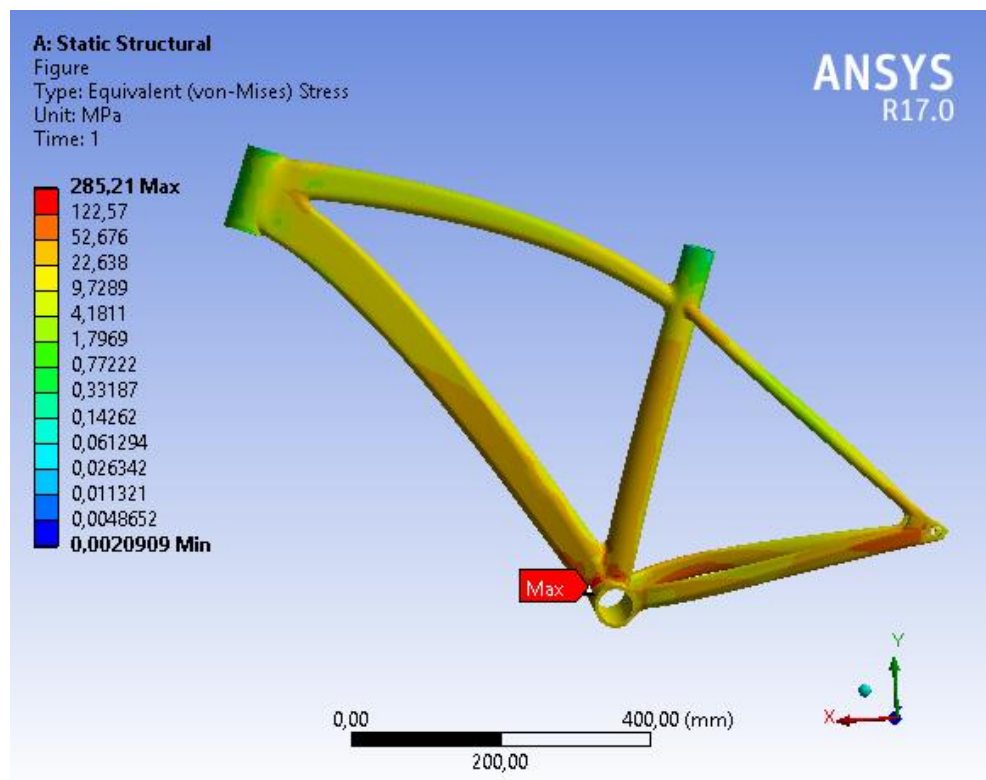 A: Static Structural
Figure
Type: Equivalent (von-Mises) Stress
Unit: MPa
Time: 1
ANSYS
R17.0
285,21 Max
122,57
52,676
22,638
9,7289
4,1811
1,7969
0,77222
0,33187
0,14262
0,061294
0,026342
0,011321
0,0048652
0,0020909 Min
Max
0,00
400,00 (mm)
200,00
Y
X